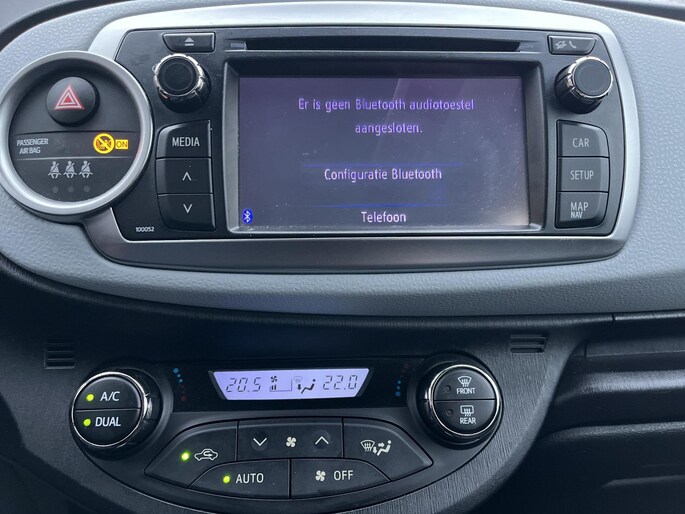 Er is geen Bluetooth audiotoestel
aangesloten.
Configuratie Bluetooth
Telefoon
PASSENGER
AIR BAG
ON
MEDIA
100052
CAR
SETUP
MAP
NAV
A/C
DUAL
20.5
22.0
FRONT
REAR
AUTO
OFF